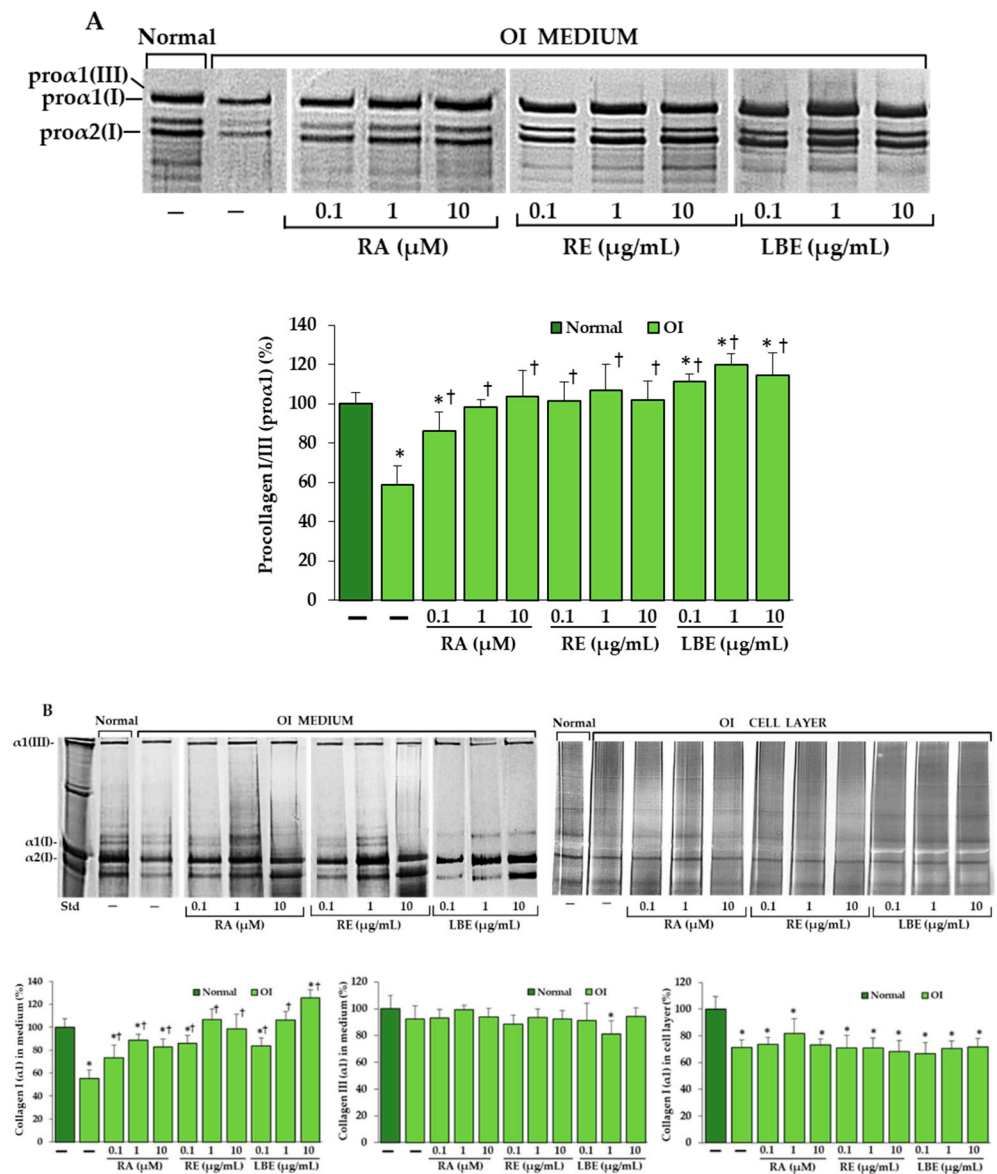 A
Normal OI MEDIUM
proα1(III)
proα1(I)
proα2(I)
– – 0.1 1 10 0.1 1 10 0.1 1 10
RA (μM) RE (μg/mL) LBE (μg/mL)
Procollagen I/III (proα1) (%)
Normal OI
140
120
100
80
60
40
20
0
* *† † † † † † *† *† *†
– – 0.1 1 10 0.1 1 10 0.1 1 10
RA (μM) RE (μg/mL) LBE (μg/mL)
B
Normal OI MEDIUM
α1(III)-
α1(I)-
α2(I)-
Std – – 0.1 1 10 0.1 1 10 0.1 1 10
RA (μM) RE (μg/mL) LBE (μg/mL)
Normal OI CELL LAYER
– – 0.1 1 10 0.1 1 10 0.1 1 10
RA (μM) RE (μg/mL) LBE (μg/mL)
Collagen I (α1) in medium (%)
Normal OI
140
120
100
80
60
40
20
0
* *† *† *† *† † † *† † *†
– – 0.1 1 10 0.1 1 10 0.1 1 10
RA (μM) RE (μg/mL) LBE (μg/mL)
Collagen III (α1) in medium (%)
Normal OI
120
100
80
60
40
20
0
*
– – 0.1 1 10 0.1 1 10 0.1 1 10
RA (μM) RE (μg/mL) LBE (μg/mL)
Collagen I (α1) in cell layer (%)
Normal OI
120
100
80
60
40
20
0
* * * * * * * * * *
– – 0.1 1 10 0.1 1 10 0.1 1 10
RA (μM) RE (μg/mL) LBE (μg/mL)